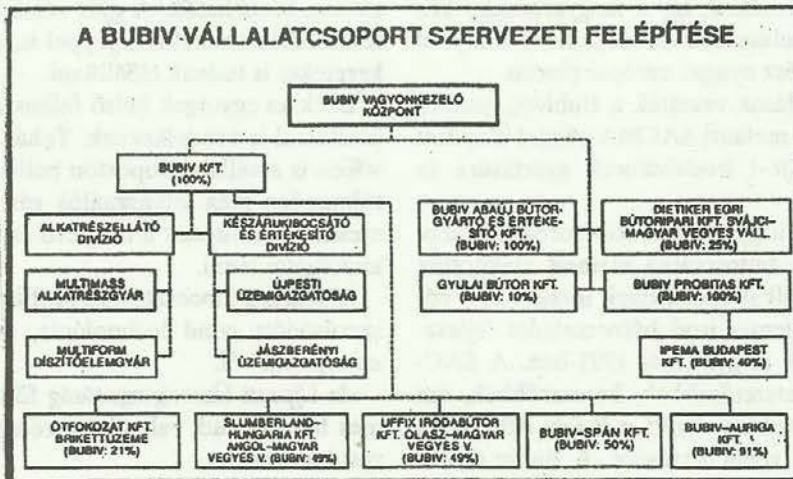 A BUBIV VÁLLALATCSOPORT SZERVEZETI FELÉPÍTÉSE
BUBIV VAGYONKEZELŐ
KÖZPONT
BUBIV KFT.
(100%)
ALKATRÉSZELLÁTÓ
DIVÍZIÓ
KÉSZÁRUKIBOCSÁTÓ
ÉS ÉRTÉKESÍTŐ
DIVÍZIÓ
BUBIV ABAÚJ BÚTOR-
GYÁRTÓ ÉS ÉRTÉKE-
SÍTŐ KFT.
(BUBIV: 100%)
DIETIKER EGRI
BÚTORIPARI KFT. SVÁJCI–
MAGYAR VEGYES VÁLL.
(BUBIV: 25%)
MULTIMASS
ALKATRÉSZGYÁR
ÚJPESTI
ÜZEMIGAZGATÓSÁG
GYULAI BÚTOR KFT.
(BUBIV: 10%)
BUBIV PROBITAS KFT.
(BUBIV: 100%)
MULTIFORM
DÍSZÍTŐELEMGYÁR
JÁSZBERÉNYI
ÜZEMIGAZGATÓSÁG
IPEMA BUDAPEST
KFT. (BUBIV: 40%)
ÖTFOKOZAT KFT.
BRIKETTÜZEME
(BUBIV: 21%)
SLUMBERLAND–
HUNGARIA KFT.
ANGOL–MAGYAR
VEGYES V. (BUBIV: 49%)
UFFIX IRODABÚTOR
KFT. OLASZ–MAGYAR
VEGYES V.
(BUBIV: 49%)
BUBIV–SPÁN KFT.
(BUBIV: 50%)
BUBIV–AURIGA
KFT.
(BUBIV: 91%)